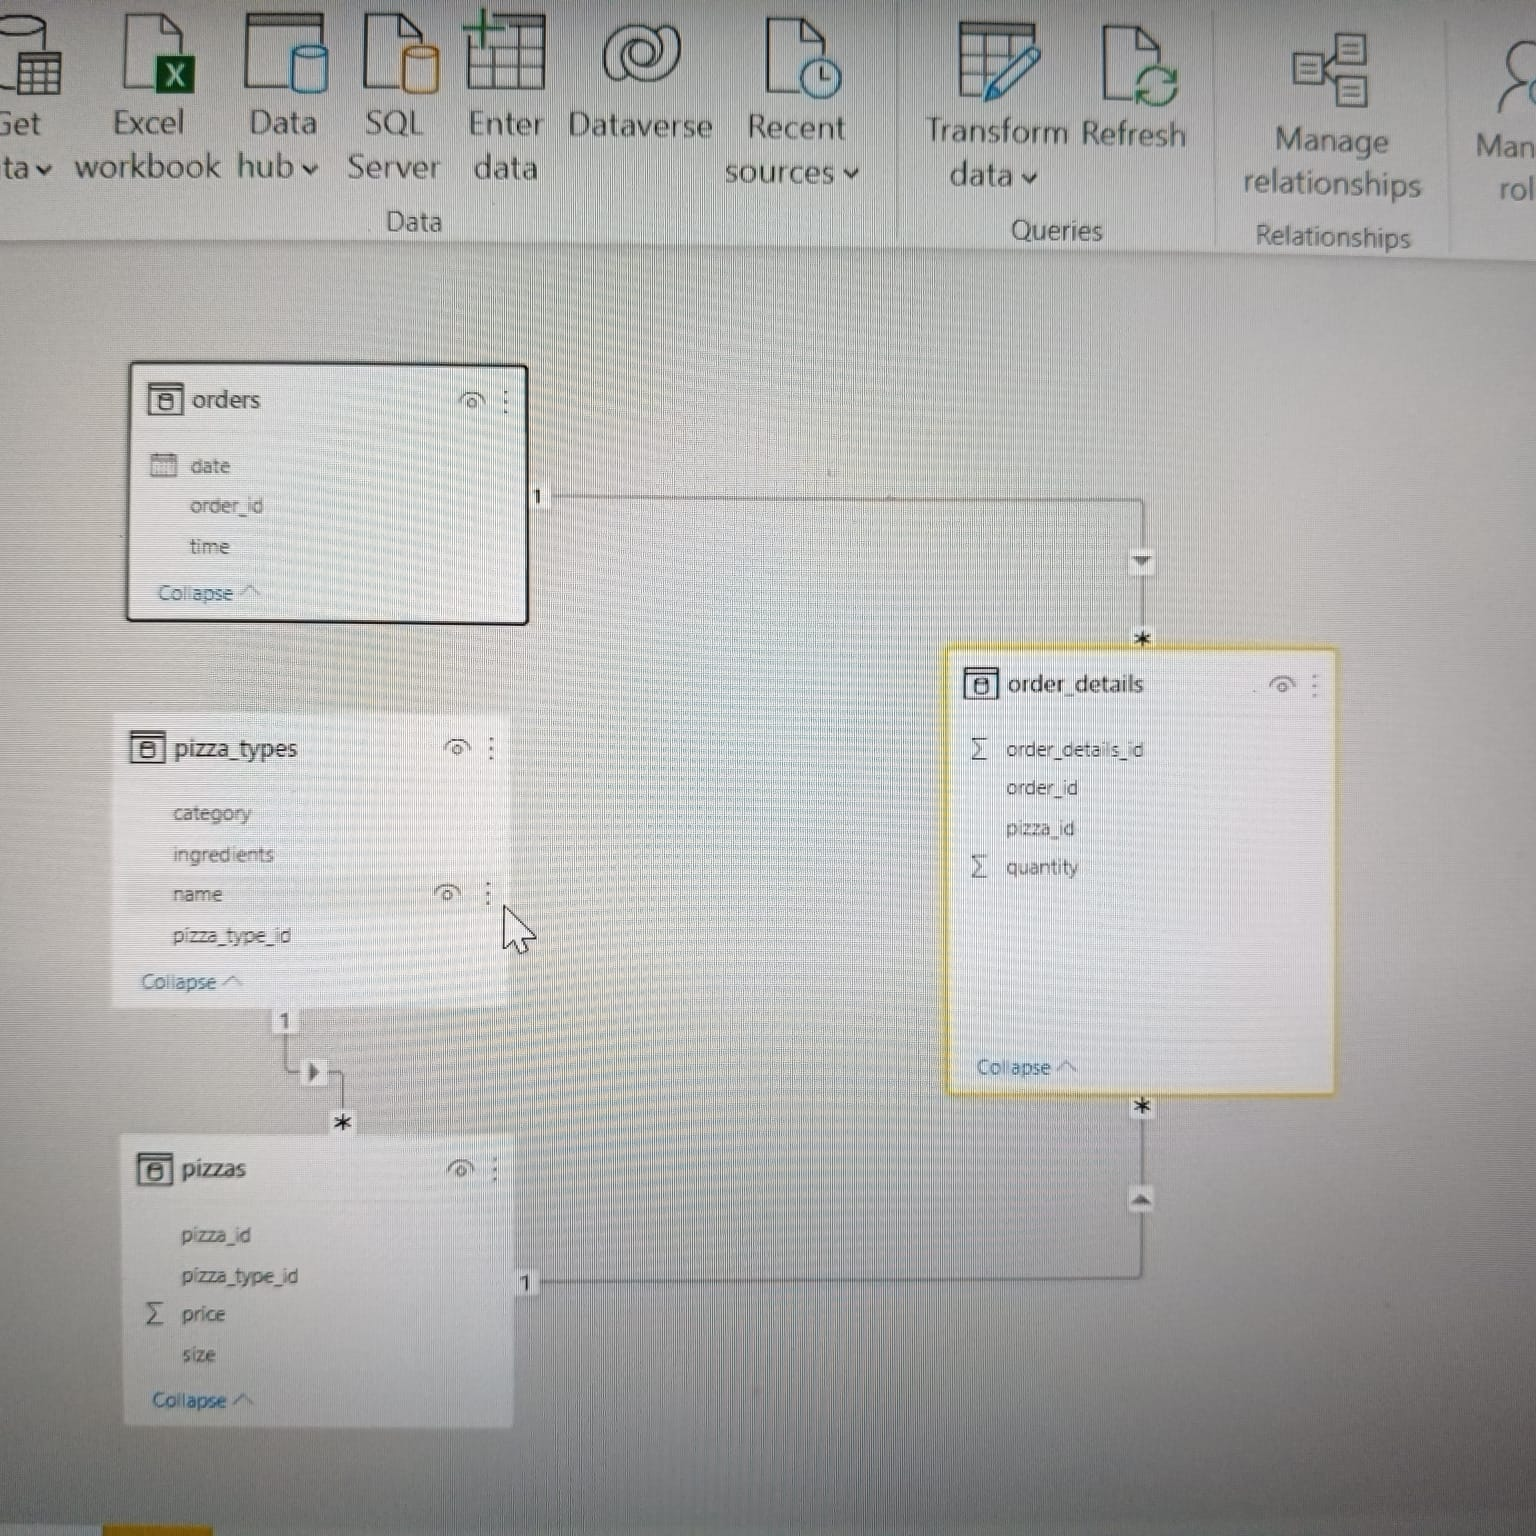 Get
ta
Excel
workbook
Data
hub
SQL
Server
Enter
data
Dataverse
Recent
sources
Data
Transform
data
Refresh
Queries
Manage
relationships
Relationships
Man
rol
orders
date
order_id
time
Collapse
1
*
order_details
order_details_id
order_id
pizza_id
quantity
Collapse
*
pizza_types
category
ingredients
name
pizza_type_id
Collapse
1
*
pizzas
pizza_id
pizza_type_id
price
size
Collapse
1